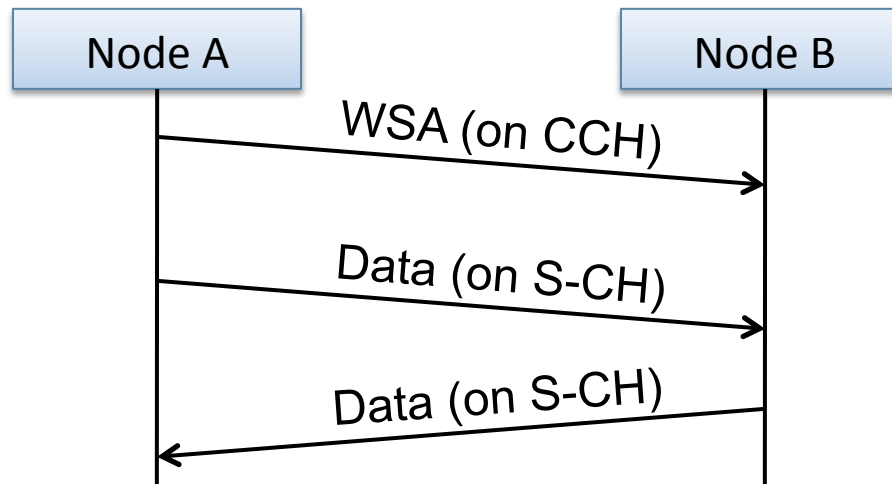 Node A
Node B
WSA (on CCH)
Data (on S-CH)
Data (on S-CH)